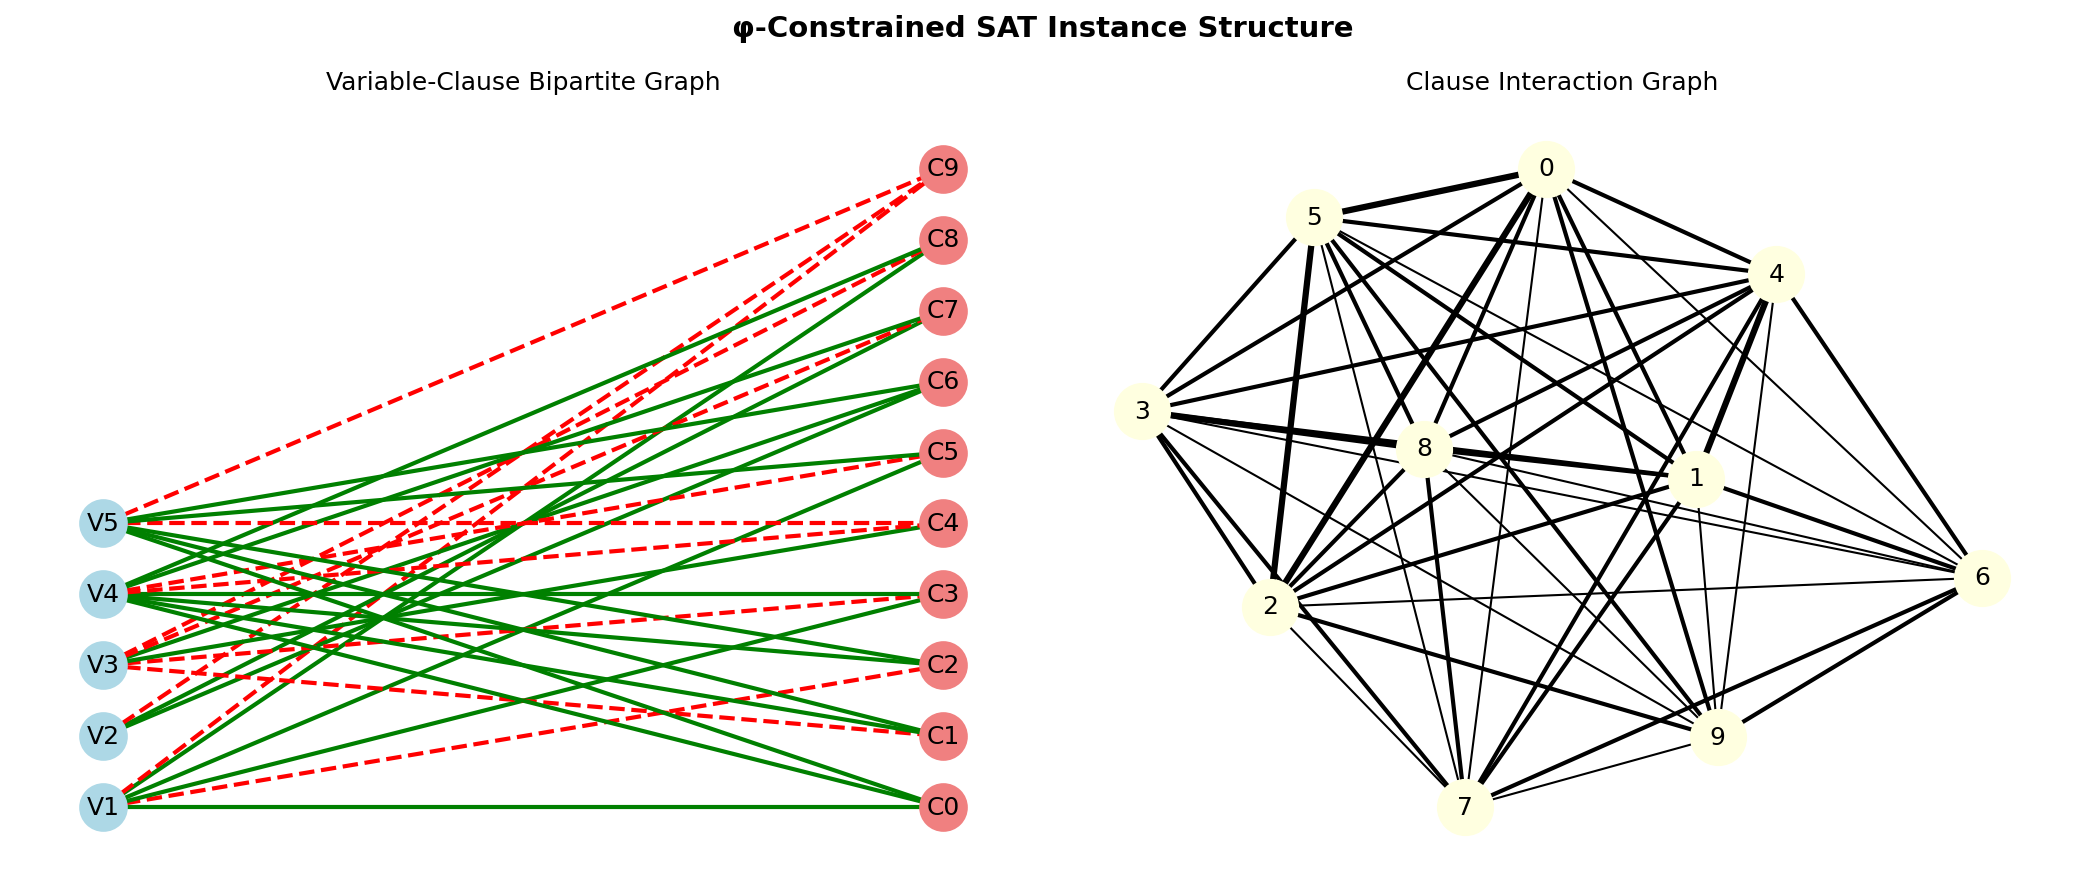 φ-Constrained SAT Instance Structure
Variable-Clause Bipartite Graph
C9
C8
C7
C6
C5
V5
C4
V4
C3
V3
C2
V2
C1
V1
C0
Clause Interaction Graph
0
5
4
3
8
1
6
2
9
7